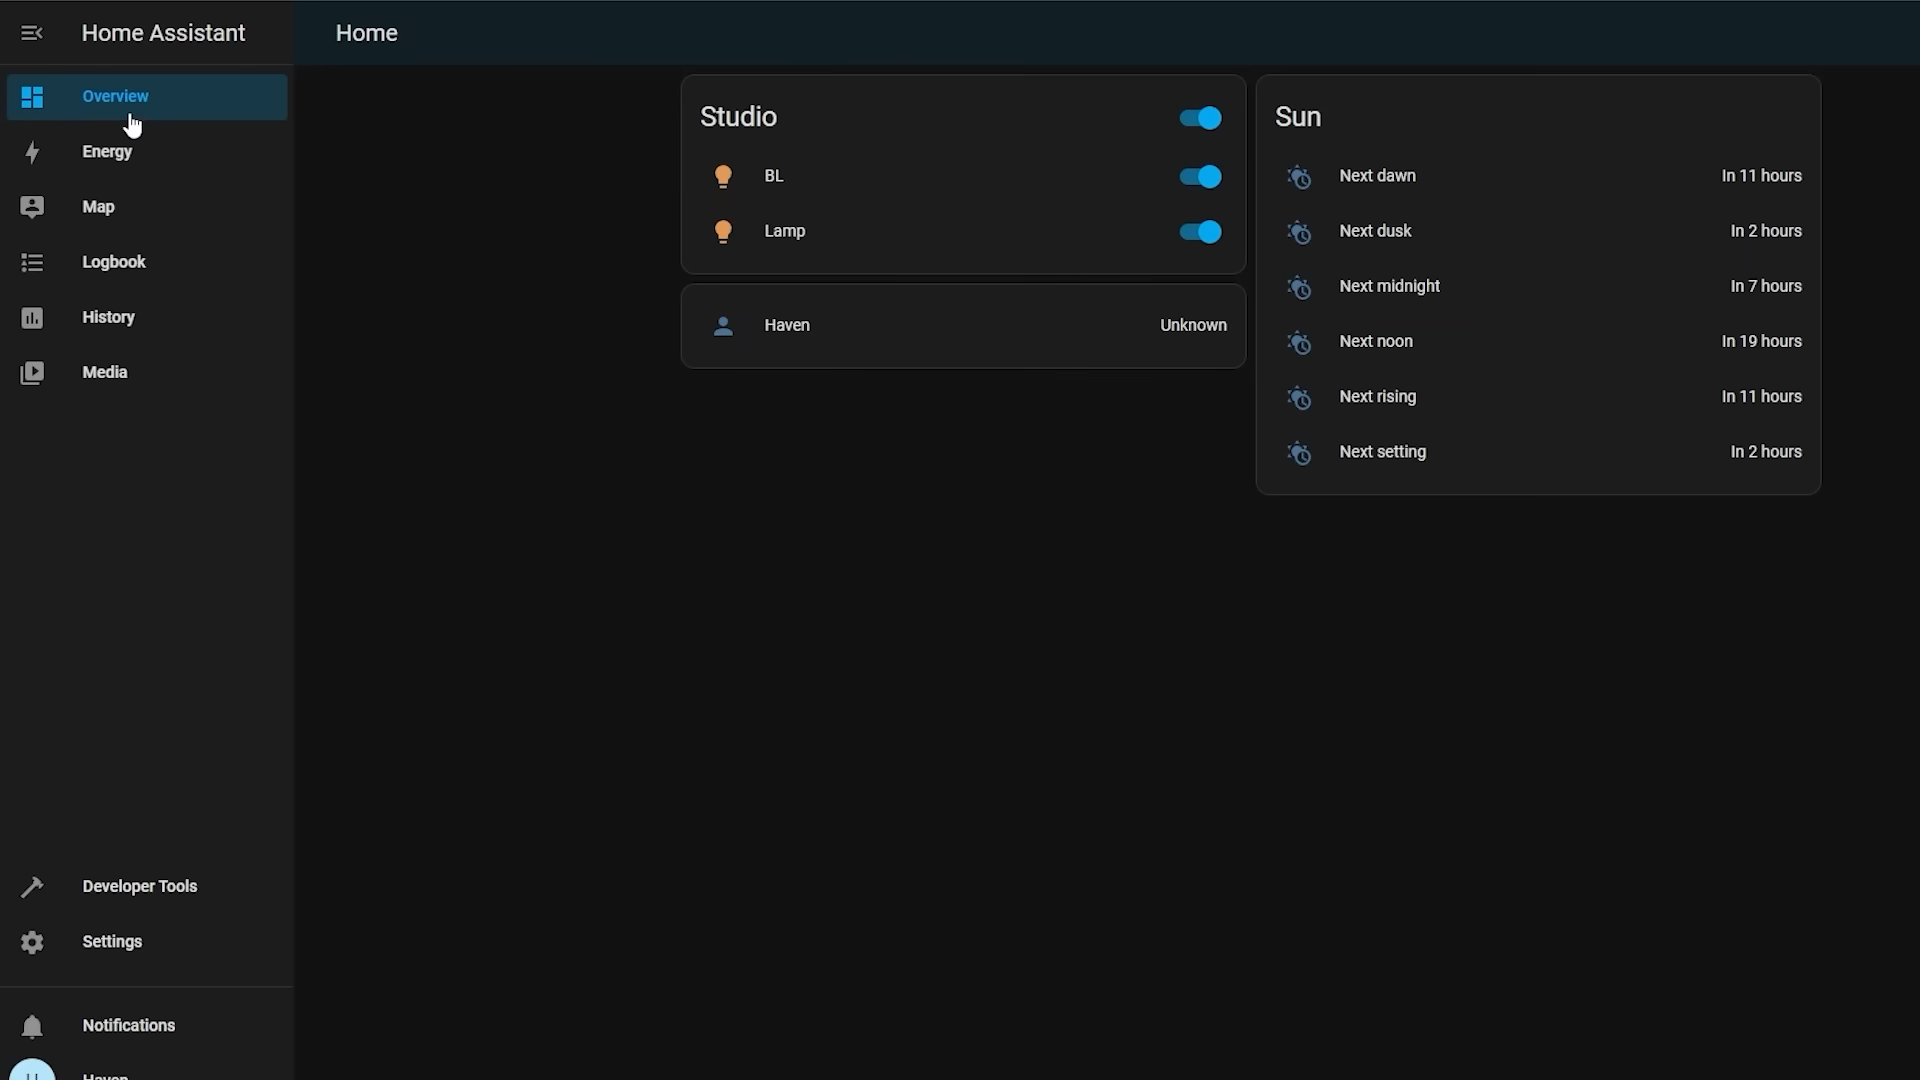 Home Assistant
Home
Overview
Energy
Map
Logbook
History
Media
Developer Tools
Settings
Notifications
Haven
Studio
BL
Lamp
Haven Unknown
Sun
Next dawn In 11 hours
Next dusk In 2 hours
Next midnight In 7 hours
Next noon In 19 hours
Next rising In 11 hours
Next setting In 2 hours